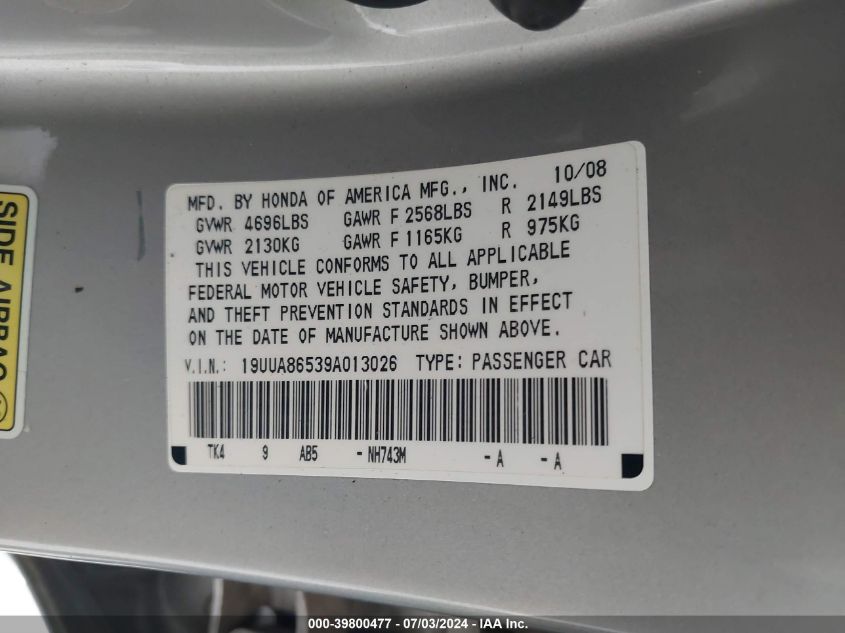 MFD. BY HONDA OF AMERICA MFG., INC. 10/08
GVWR 4696LBS GAWR F 2568LBS R 2149LBS
GVWR 2130KG GAWR F 1165KG R 975KG
THIS VEHICLE CONFORMS TO ALL APPLICABLE
FEDERAL MOTOR VEHICLE SAFETY, BUMPER,
AND THEFT PREVENTION STANDARDS IN EFFECT
ON THE DATE OF MANUFACTURE SHOWN ABOVE.
V.I.N.: 19UUA86539A013026 TYPE: PASSENGER CAR
TK4 9 AB5 -NH743M -A -A
SIDE AIRBAG
000-39800477 - 07/03/2024 - IAA Inc.